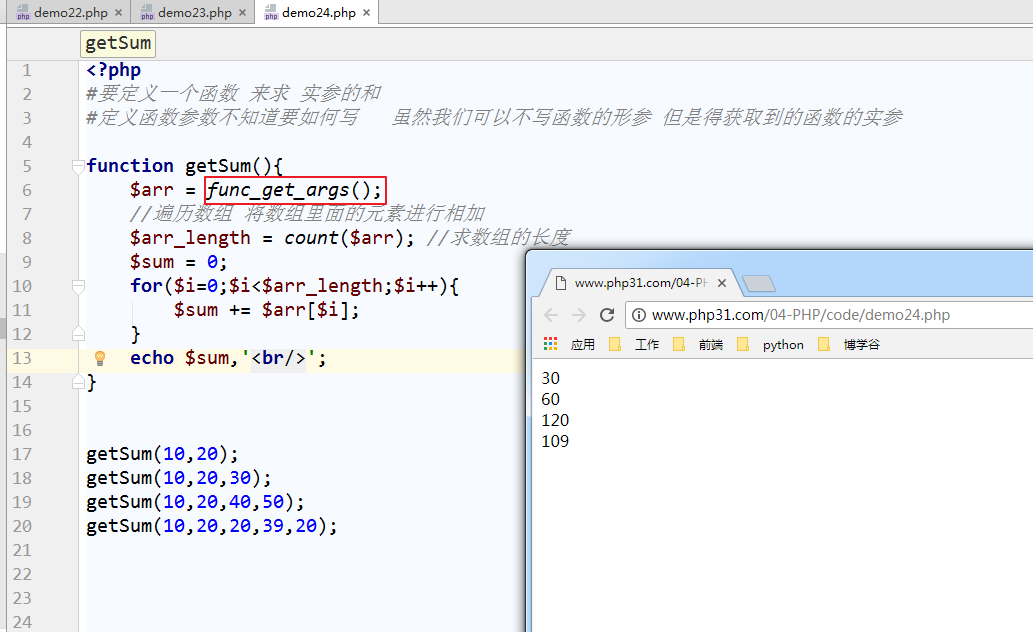 demo22.php × demo23.php × demo24.php ×
getSum
1 <?php
2 #要定义一个函数 来求 实参的和
3 #定义函数参数不知道要如何写 虽然我们可以不写函数的形参 但是得获取到的函数的实参
4
5 function getSum(){
6 $arr = func_get_args();
7 //遍历数组 将数组里面的元素进行相加
8 $arr_length = count($arr); //求数组的长度
9 $sum = 0;
10 for($i=0;$i<$arr_length;$i++){
11 $sum += $arr[$i];
12 }
13 echo $sum,'<br/>';
14 }
15
16
17 getSum(10,20);
18 getSum(10,20,30);
19 getSum(10,20,40,50);
20 getSum(10,20,20,39,20);
21
22
23
24
www.php31.com/04-PH ×
www.php31.com/04-PHP/code/demo24.php
应用 工作 前端 python 博学谷
30
60
120
109